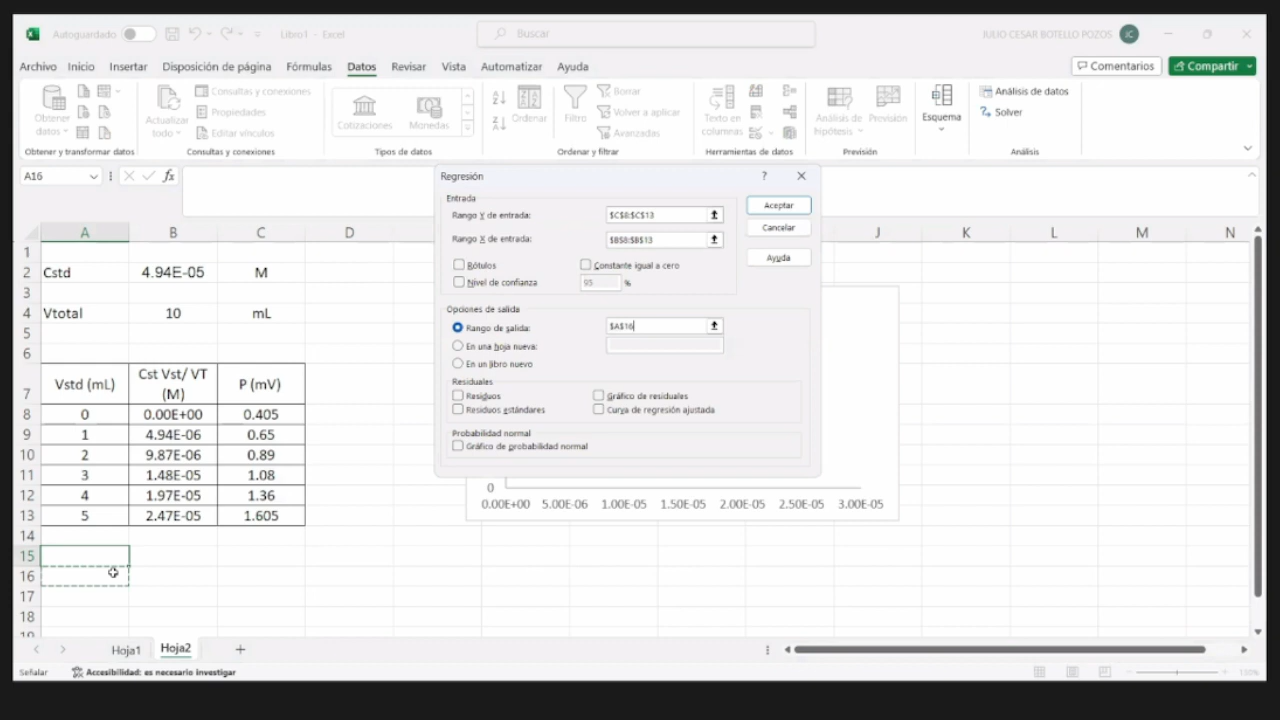 Autoguardado
Libro1 - Excel
Buscar
JULIO CESAR BOTELLO POZOS
JC
Archivo Inicio Insertar Disposición de página Fórmulas Datos Revisar Vista Automatizar Ayuda
Comentarios
Compartir
Obtener datos
Actualizar todo
Consultas y conexiones
Propiedades
Editar vínculos
Cotizaciones
Monedas
Ordenar
Filtro
Borrar
Volver a aplicar
Avanzadas
Texto en columnas
Análisis de hipótesis
Previsión
Esquema
Análisis de datos
Solver
Obtener y transformar datos
Consultas y conexiones
Tipos de datos
Ordenar y filtrar
Herramientas de datos
Previsión
Análisis
A16
fx
A B C D J K L M N
1
2 Cstd 4.94E-05 M
3
4 Vtotal 10 mL
5
6
7 Vstd (mL) Cst Vst/ VT (M) P (mV)
8 0 0.00E+00 0.405
9 1 4.94E-06 0.65
10 2 9.87E-06 0.89
11 3 1.48E-05 1.08
12 4 1.97E-05 1.36
13 5 2.47E-05 1.605
14
15
16
17
18
19
Regresión
?
Entrada
Rango Y de entrada: $C$8:$C$13
Rango X de entrada: $B$8:$B$13
Rótulos
Constante igual a cero
Nivel de confianza 95 %
Aceptar
Cancelar
Ayuda
Opciones de salida
Rango de salida: $A$16
En una hoja nueva:
En un libro nuevo
Residuales
Residuos
Gráfico de residuales
Residuos estándares
Curva de regresión ajustada
Probabilidad normal
Gráfico de probabilidad normal
0
0.00E+00 5.00E-06 1.00E-05 1.50E-05 2.00E-05 2.50E-05 3.00E-05
Hoja1 Hoja2
Señalar
Accesibilidad: es necesario investigar
130%